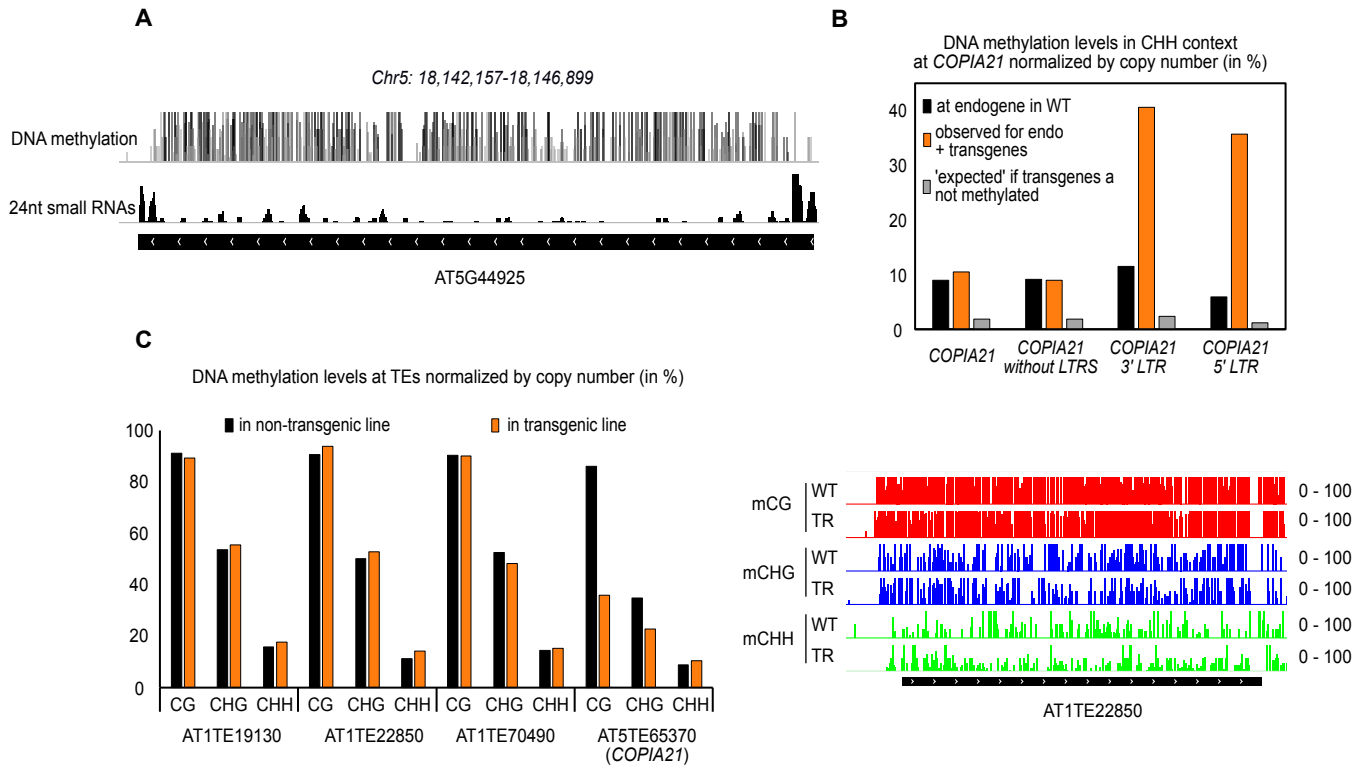 A
Chr5: 18,142,157-18,146,899
DNA methylation
24nt small RNAs
AT5G44925
B
DNA methylation levels in CHH context
at COPIA21 normalized by copy number (in %)
at endogene in WT
observed for endo
+ transgenes
'expected' if transgenes a
not methylated
40
30
20
10
0
COPIA21
COPIA21
without LTRS
COPIA21
3' LTR
COPIA21
5' LTR
C
DNA methylation levels at TEs normalized by copy number (in %)
in non-transgenic line
in transgenic line
100
80
60
40
20
0
CG CHG CHH CG CHG CHH CG CHG CHH CG CHG CHH
AT1TE19130 AT1TE22850 AT1TE70490 AT5TE65370
(COPIA21)
mCG
WT 0 - 100
TR 0 - 100
mCHG
WT 0 - 100
TR 0 - 100
mCHH
WT 0 - 100
TR 0 - 100
AT1TE22850